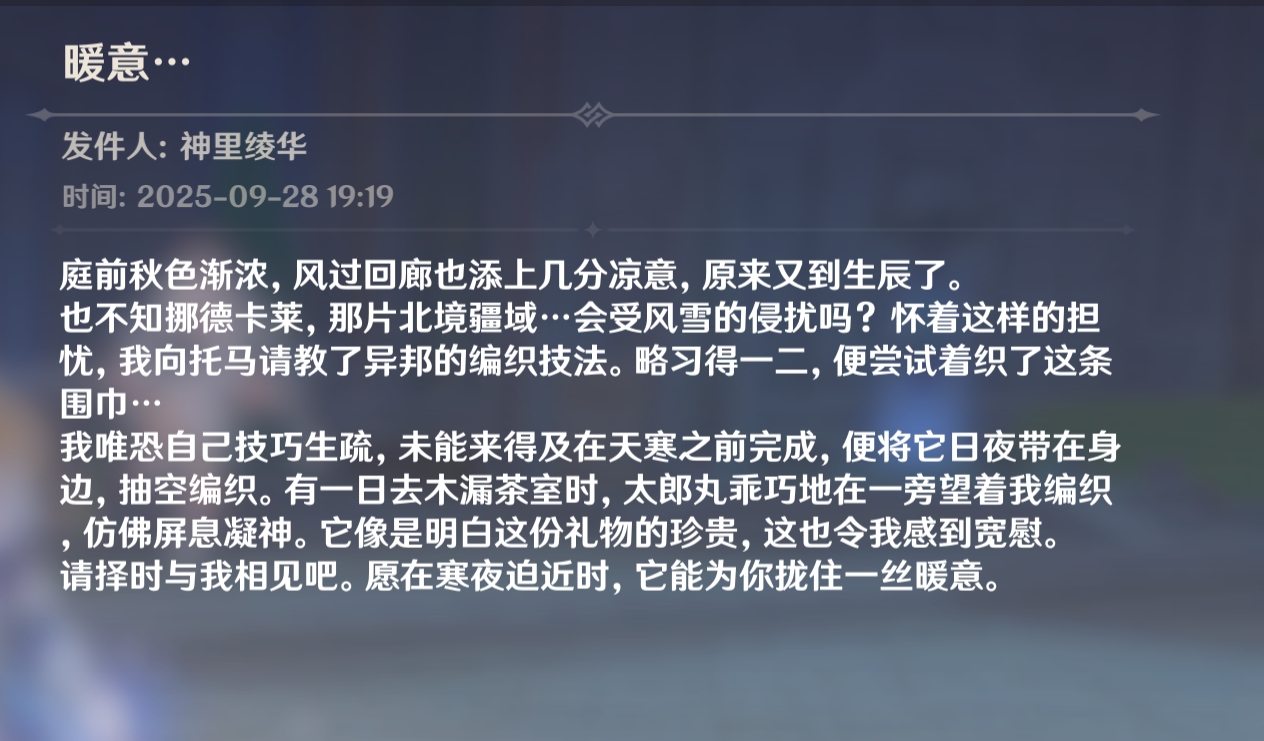 暖意…
发件人: 神里绫华
时间: 2025-09-28 19:19
庭前秋色渐浓, 风过回廊也添上几分凉意, 原来又到生辰了。
也不知挪德卡莱, 那片北境疆域…会受风雪的侵扰吗? 怀着这样的担
忧, 我向托马请教了异邦的编织技法。略习得一二, 便尝试着织了这条
围巾…
我唯恐自己技巧生疏, 未能来得及在天寒之前完成, 便将它日夜带在身
边, 抽空编织。有一日去木漏茶室时, 太郎丸乖巧地在一旁望着我编织
, 仿佛屏息凝神。它像是明白这份礼物的珍贵, 这也令我感到宽慰。
请择时与我相见吧。愿在寒夜迫近时, 它能为你拢住一丝暖意。